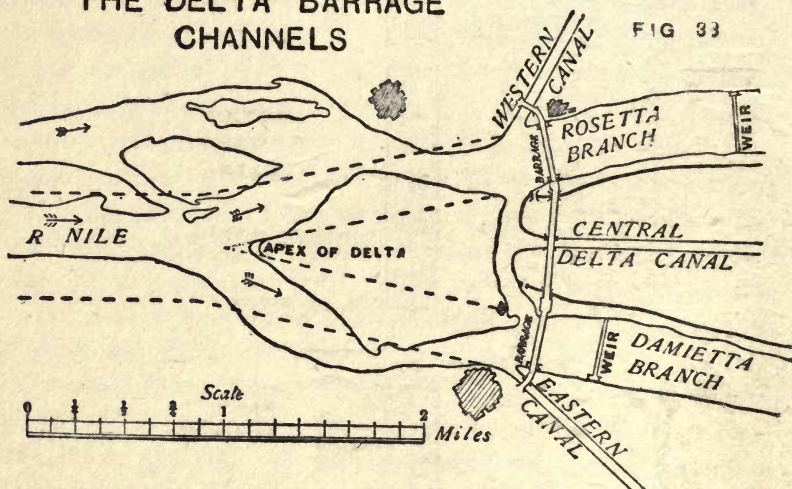 THE DELTA BARRAGE
CHANNELS
FIG 33
WESTERN
CANAL
ROSETTA
BRANCH
WEIR
BARRAGE
R NILE
APEX OF DELTA
CENTRAL
DELTA CANAL
BARRAGE
WEIR
DAMIETTA
BRANCH
EASTERN
CANAL
Scale
0 1 2
Miles